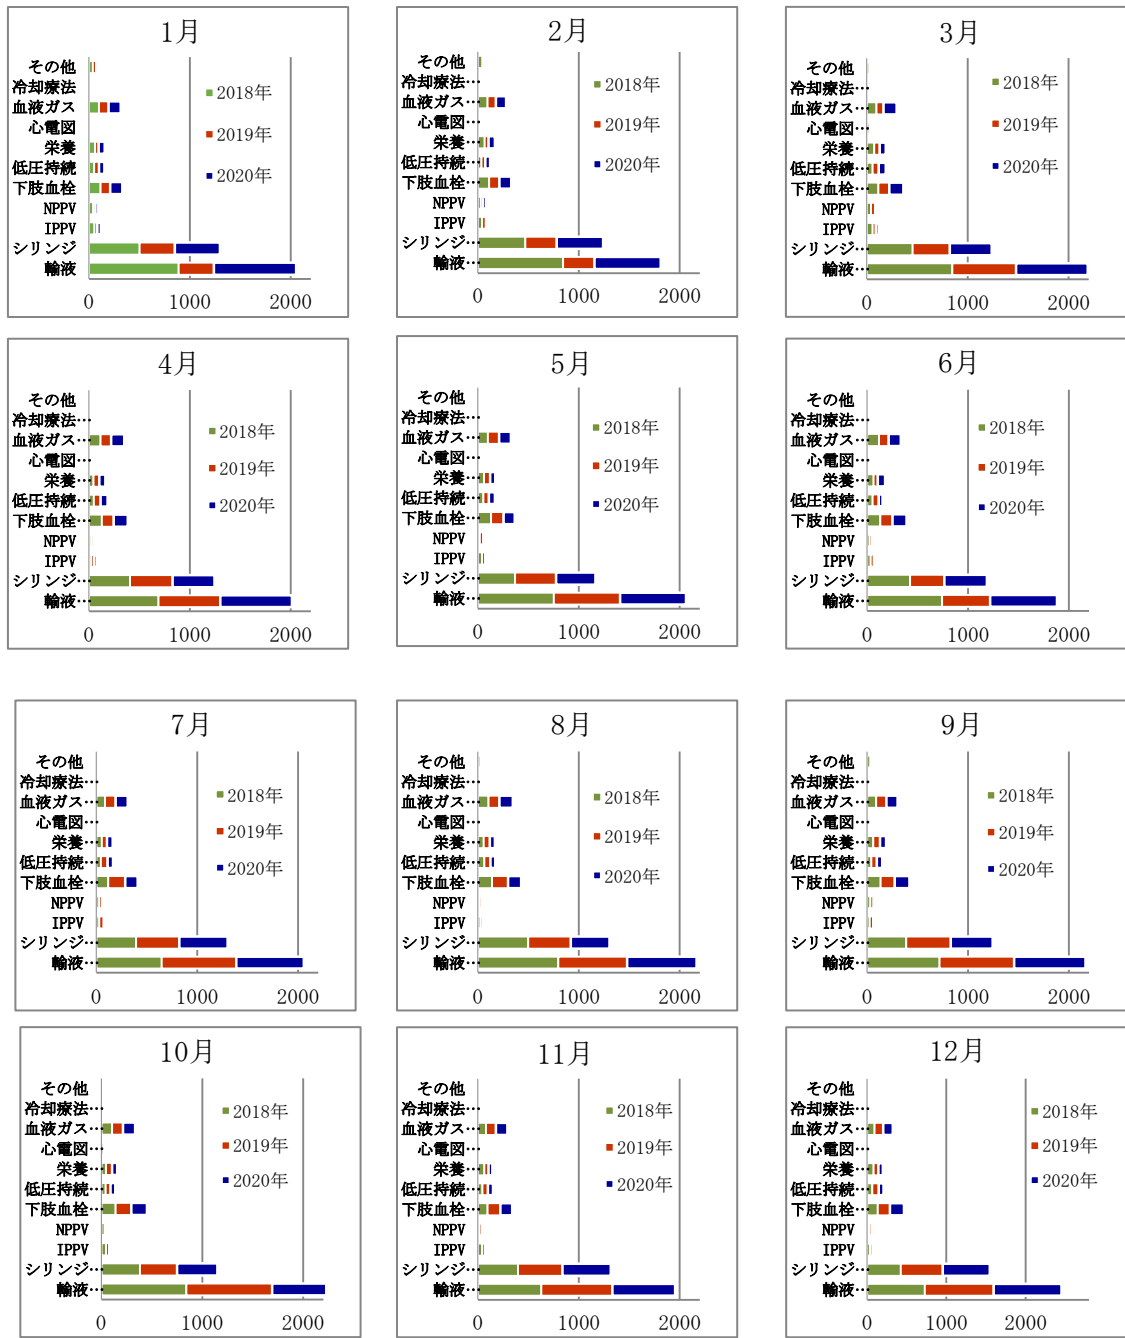 1月
その他
冷却療法
血液ガス
心電図
栄養
低圧持続
下肢血栓
NPPV
IPPV
シリンジ
輸液
2018年
2019年
2020年
0 1000 2000
2月
その他
冷却療法…
血液ガス
心電図
栄養
低圧持続…
下肢血栓…
NPPV
IPPV
シリンジ…
輸液
2018年
2019年
2020年
0 1000 2000
3月
その他
冷却療法…
血液ガス
心電図
栄養
低圧持続…
下肢血栓…
NPPV
IPPV
シリンジ…
輸液
2018年
2019年
2020年
0 1000 2000
4月
その他
冷却療法…
血液ガス
心電図
栄養
低圧持続…
下肢血栓…
NPPV
IPPV
シリンジ…
輸液
2018年
2019年
2020年
0 1000 2000
5月
その他
冷却療法…
血液ガス
心電図
栄養
低圧持続…
下肢血栓…
NPPV
IPPV
シリンジ…
輸液
2018年
2019年
2020年
0 1000 2000
6月
その他
冷却療法…
血液ガス
心電図
栄養
低圧持続…
下肢血栓…
NPPV
IPPV
シリンジ…
輸液
2018年
2019年
2020年
0 1000 2000
7月
その他
冷却療法…
血液ガス
心電図
栄養
低圧持続…
下肢血栓…
NPPV
IPPV
シリンジ…
輸液
2018年
2019年
2020年
0 1000 2000
8月
その他
冷却療法…
血液ガス
心電図
栄養
低圧持続…
下肢血栓…
NPPV
IPPV
シリンジ…
輸液
2018年
2019年
2020年
0 1000 2000
9月
その他
冷却療法…
血液ガス
心電図
栄養
低圧持続…
下肢血栓…
NPPV
IPPV
シリンジ…
輸液
2018年
2019年
2020年
0 1000 2000
10月
その他
冷却療法…
血液ガス
心電図
栄養
低圧持続…
下肢血栓…
NPPV
IPPV
シリンジ…
輸液
2018年
2019年
2020年
0 1000 2000
11月
その他
冷却療法…
血液ガス
心電図
栄養
低圧持続…
下肢血栓…
NPPV
IPPV
シリンジ…
輸液
2018年
2019年
2020年
0 1000 2000
12月
その他
冷却療法…
血液ガス
心電図
栄養
低圧持続…
下肢血栓…
NPPV
IPPV
シリンジ…
輸液
2018年
2019年
2020年
0 1000 2000